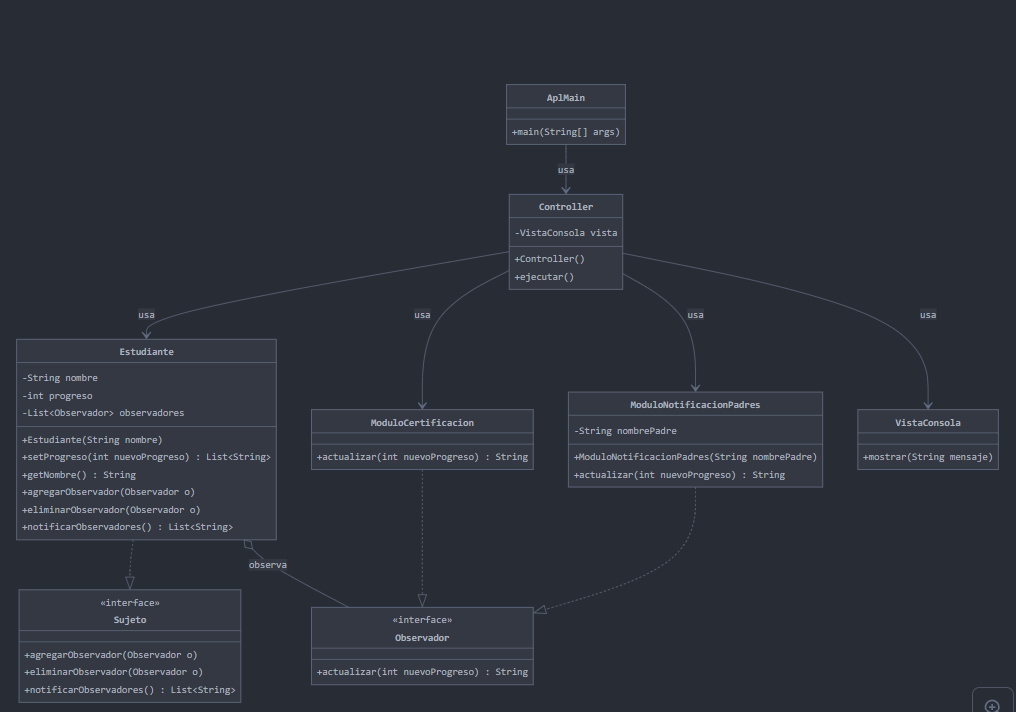 AplMain
+main(String[] args)
usa
Controller
-VistaConsola vista
+Controller()
+ejecutar()
usa
usa
usa
usa
Estudiante
-String nombre
-int progreso
-List<Observador> observadores
+Estudiante(String nombre)
+setProgreso(int nuevoProgreso) : List<String>
+getNombre() : String
+agregarObservador(Observador o)
+eliminarObservador(Observador o)
+notificarObservadores() : List<String>
ModuloCertificacion
+actualizar(int nuevoProgreso) : String
ModuloNotificacionPadres
-String nombrePadre
+ModuloNotificacionPadres(String nombrePadre)
+actualizar(int nuevoProgreso) : String
VistaConsola
+mostrar(String mensaje)
observa
«interface»
Sujeto
+agregarObservador(Observador o)
+eliminarObservador(Observador o)
+notificarObservadores() : List<String>
«interface»
Observador
+actualizar(int nuevoProgreso) : String